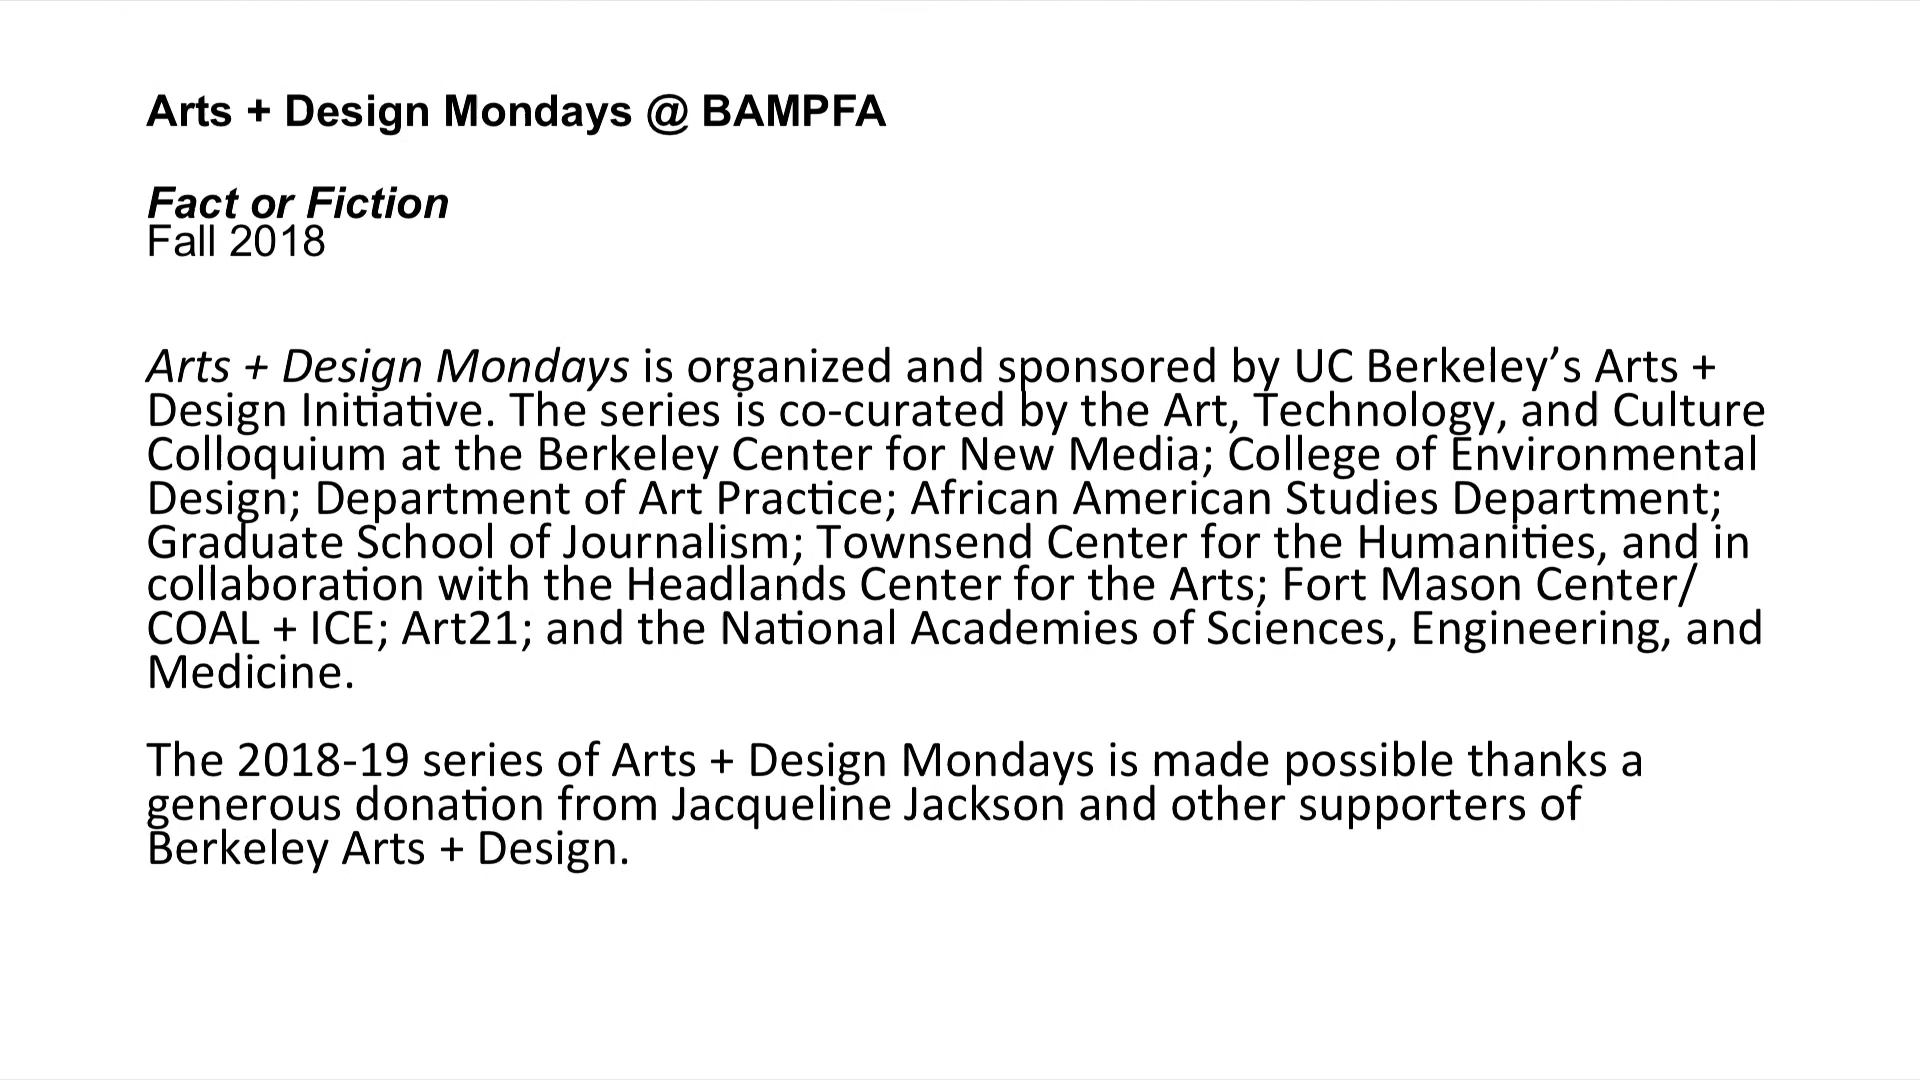 Arts + Design Mondays @ BAMPFA
Fact or Fiction
Fall 2018
Arts + Design Mondays is organized and sponsored by UC Berkeley’s Arts +
Design Initiative. The series is co-curated by the Art, Technology, and Culture
Colloquium at the Berkeley Center for New Media; College of Environmental
Design; Department of Art Practice; African American Studies Department;
Graduate School of Journalism; Townsend Center for the Humanities, and in
collaboration with the Headlands Center for the Arts; Fort Mason Center/
COAL + ICE; Art21; and the National Academies of Sciences, Engineering, and
Medicine.
The 2018-19 series of Arts + Design Mondays is made possible thanks a
generous donation from Jacqueline Jackson and other supporters of
Berkeley Arts + Design.